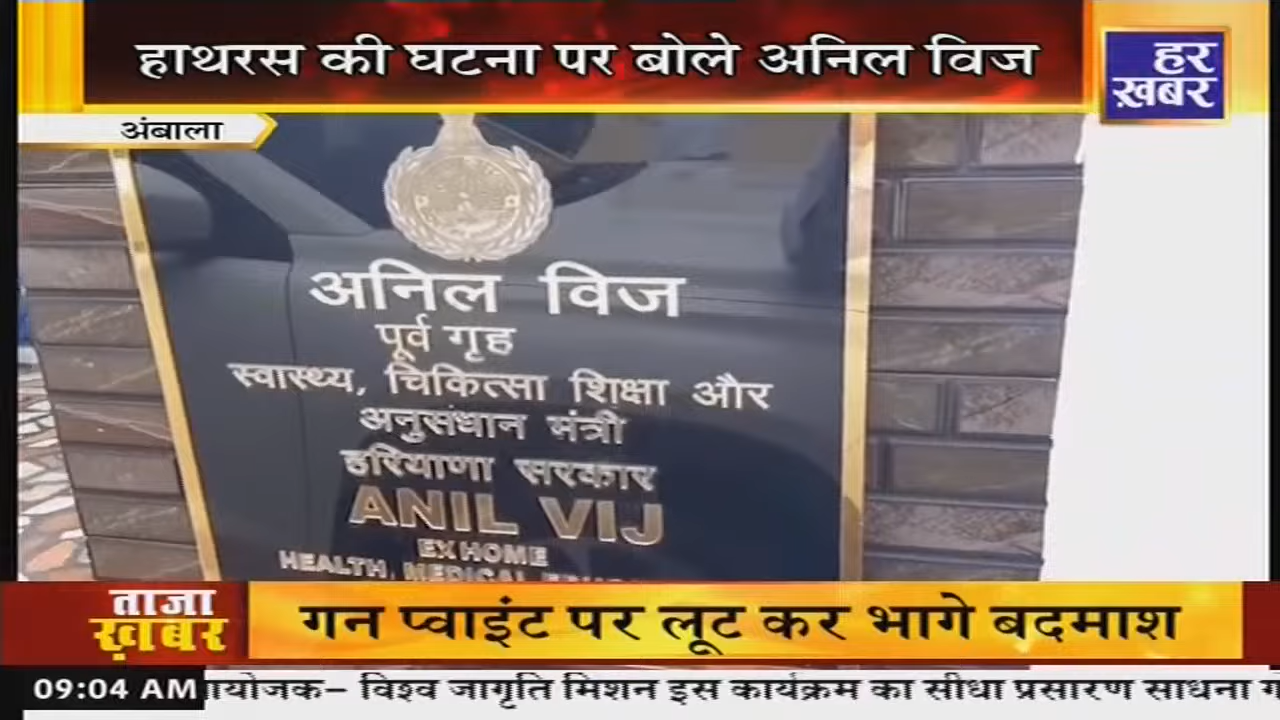 हाथरस की घटना पर बोले अनिल विज
हर
ख़बर
अंबाला
अनिल विज
पूर्व गृह
स्वास्थ्य, चिकित्सा शिक्षा और
अनुसंधान मंत्री
हरियाणा सरकार
ANIL VIJ
EX HOME
HEALTH, MEDICAL
ताजा
ख़बर
गन प्वाइंट पर लूट कर भागे बदमाश
09:04 AM
विश्व जागृति मिशन इस कार्यक्रम का सीधा प्रसारण साधना